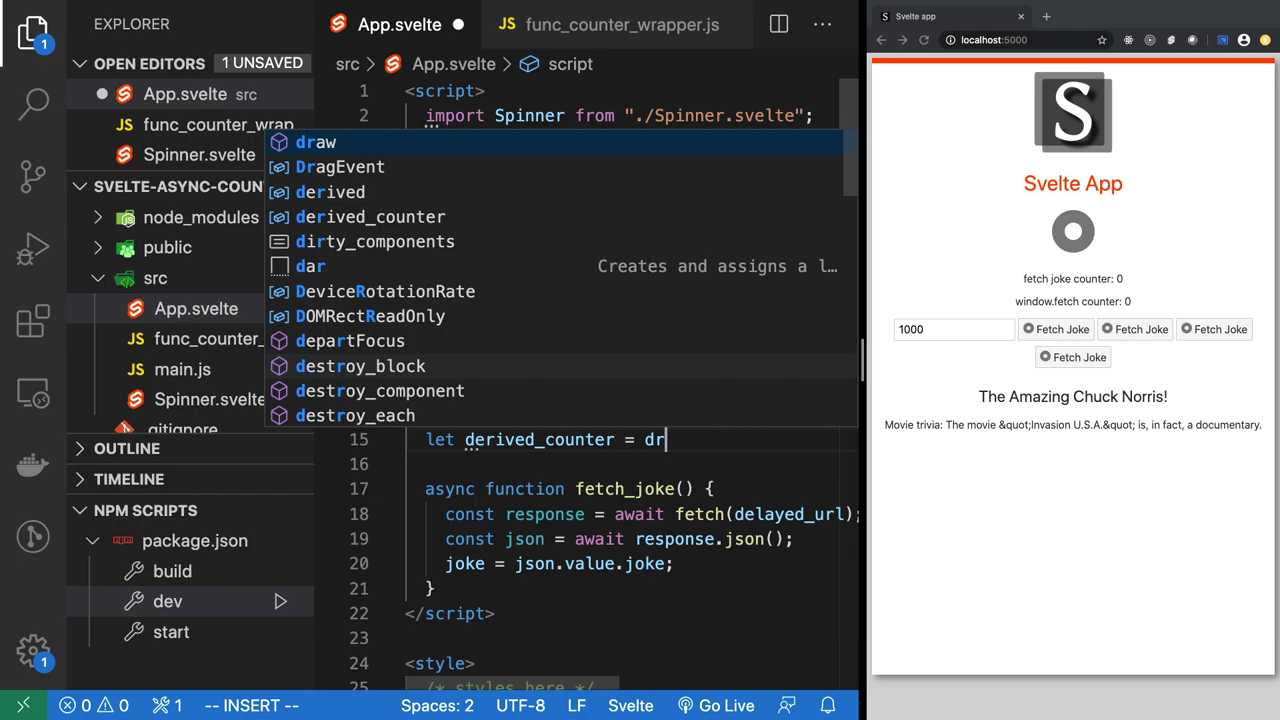 EXPLORER
OPEN EDITORS
1 UNSAVED
App.svelte src
func_counter_wrap
Spinner.svelte
SVELTE-ASYNC-COUN
node_modules
public
src
App.svelte
func_counter_
main.js
Spinner.svelte
.gitignore
OUTLINE
TIMELINE
NPM SCRIPTS
package.json
build
dev
start
1
1
App.svelte
JS func_counter_wrapper.js
src > App.svelte > script
1 <script>
2 import Spinner from "./Spinner.svelte";
draw
DragEvent
derived
derived_counter
dirty_components
dar Creates and assigns a l…
DeviceRotationRate
DOMRectReadOnly
departFocus
destroy_block
destroy_component
destroy_each
15 let derived_counter = dr
16
17 async function fetch_joke() {
18 const response = await fetch(delayed_url);
19 const json = await response.json();
20 joke = json.value.joke;
21 }
22 </script>
23
24 <style>
25 /* styles here */
0 0 1 -- INSERT -- Spaces: 2 UTF-8 LF Svelte Go Live
S Svelte app
localhost:5000
S
Svelte App
fetch joke counter: 0
window.fetch counter: 0
1000 Fetch Joke Fetch Joke Fetch Joke
Fetch Joke
The Amazing Chuck Norris!
Movie trivia: The movie &quot;Invasion U.S.A.&quot; is, in fact, a documentary.